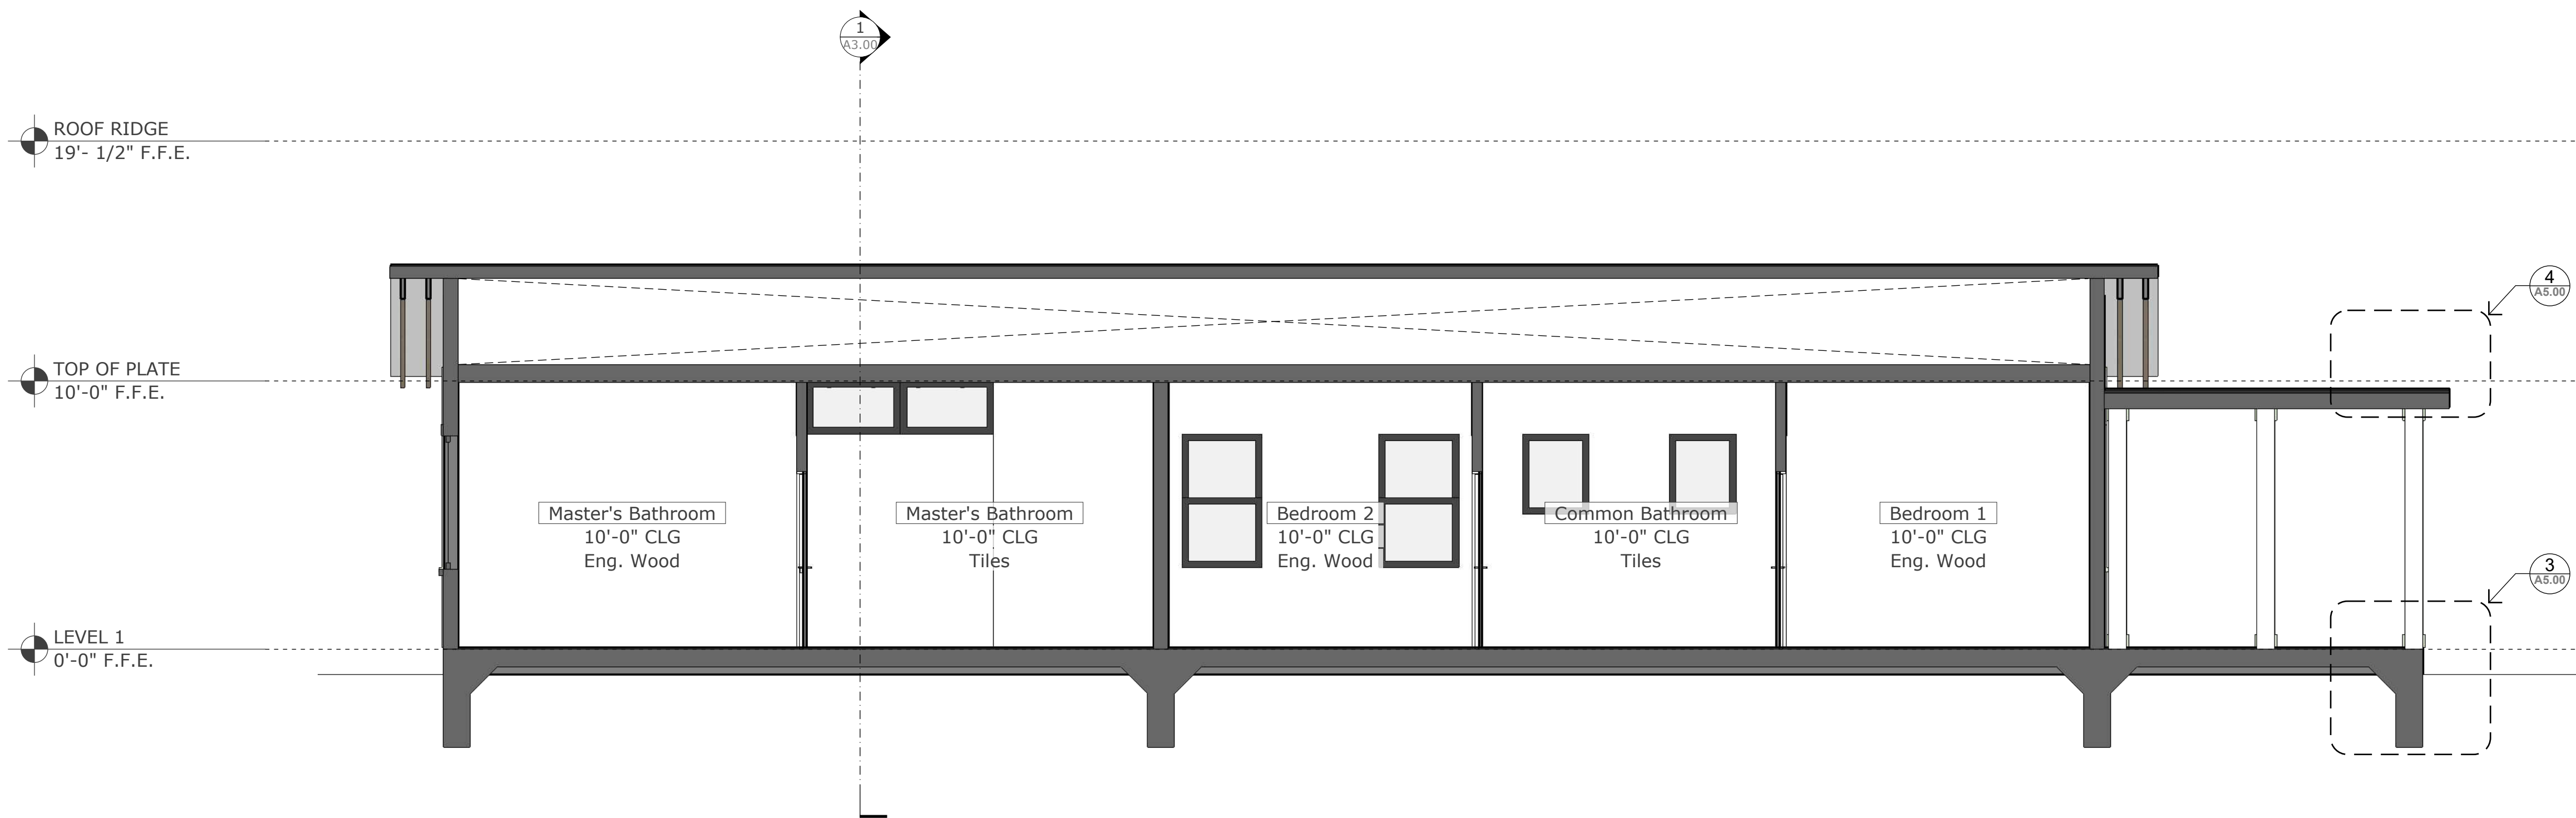 1
A3.00
ROOF RIDGE
19'- 1/2" F.F.E.
4
A5.00
TOP OF PLATE
10'-0" F.F.E.
Master's Bathroom
10'-0" CLG
Eng. Wood
Master's Bathroom
10'-0" CLG
Tiles
Bedroom 2
10'-0" CLG
Eng. Wood
Common Bathroom
10'-0" CLG
Tiles
Bedroom 1
10'-0" CLG
Eng. Wood
3
A5.00
LEVEL 1
0'-0" F.F.E.